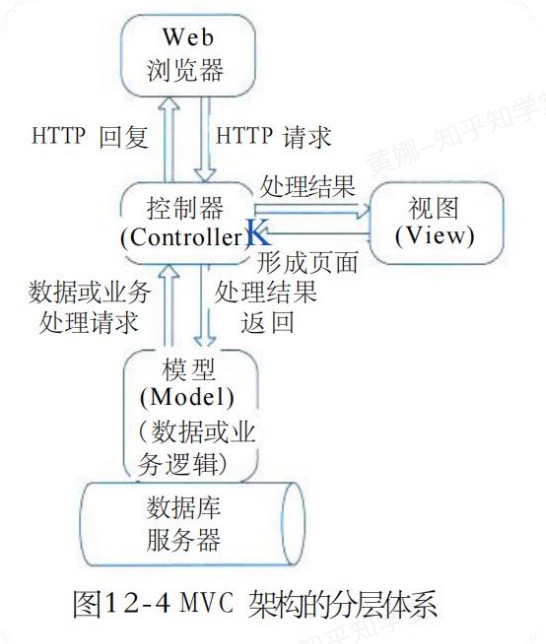 Web
浏览器
HTTP 回复
HTTP 请求
黄娜-知乎知学堂
控制器
(Controller)
K
处理结果
视图
(View)
形成页面
数据或业务
处理请求
处理结果
返回
模型
(Model)
(数据或业
务逻辑)
数据库
服务器
图12-4 MVC 架构的分层体系